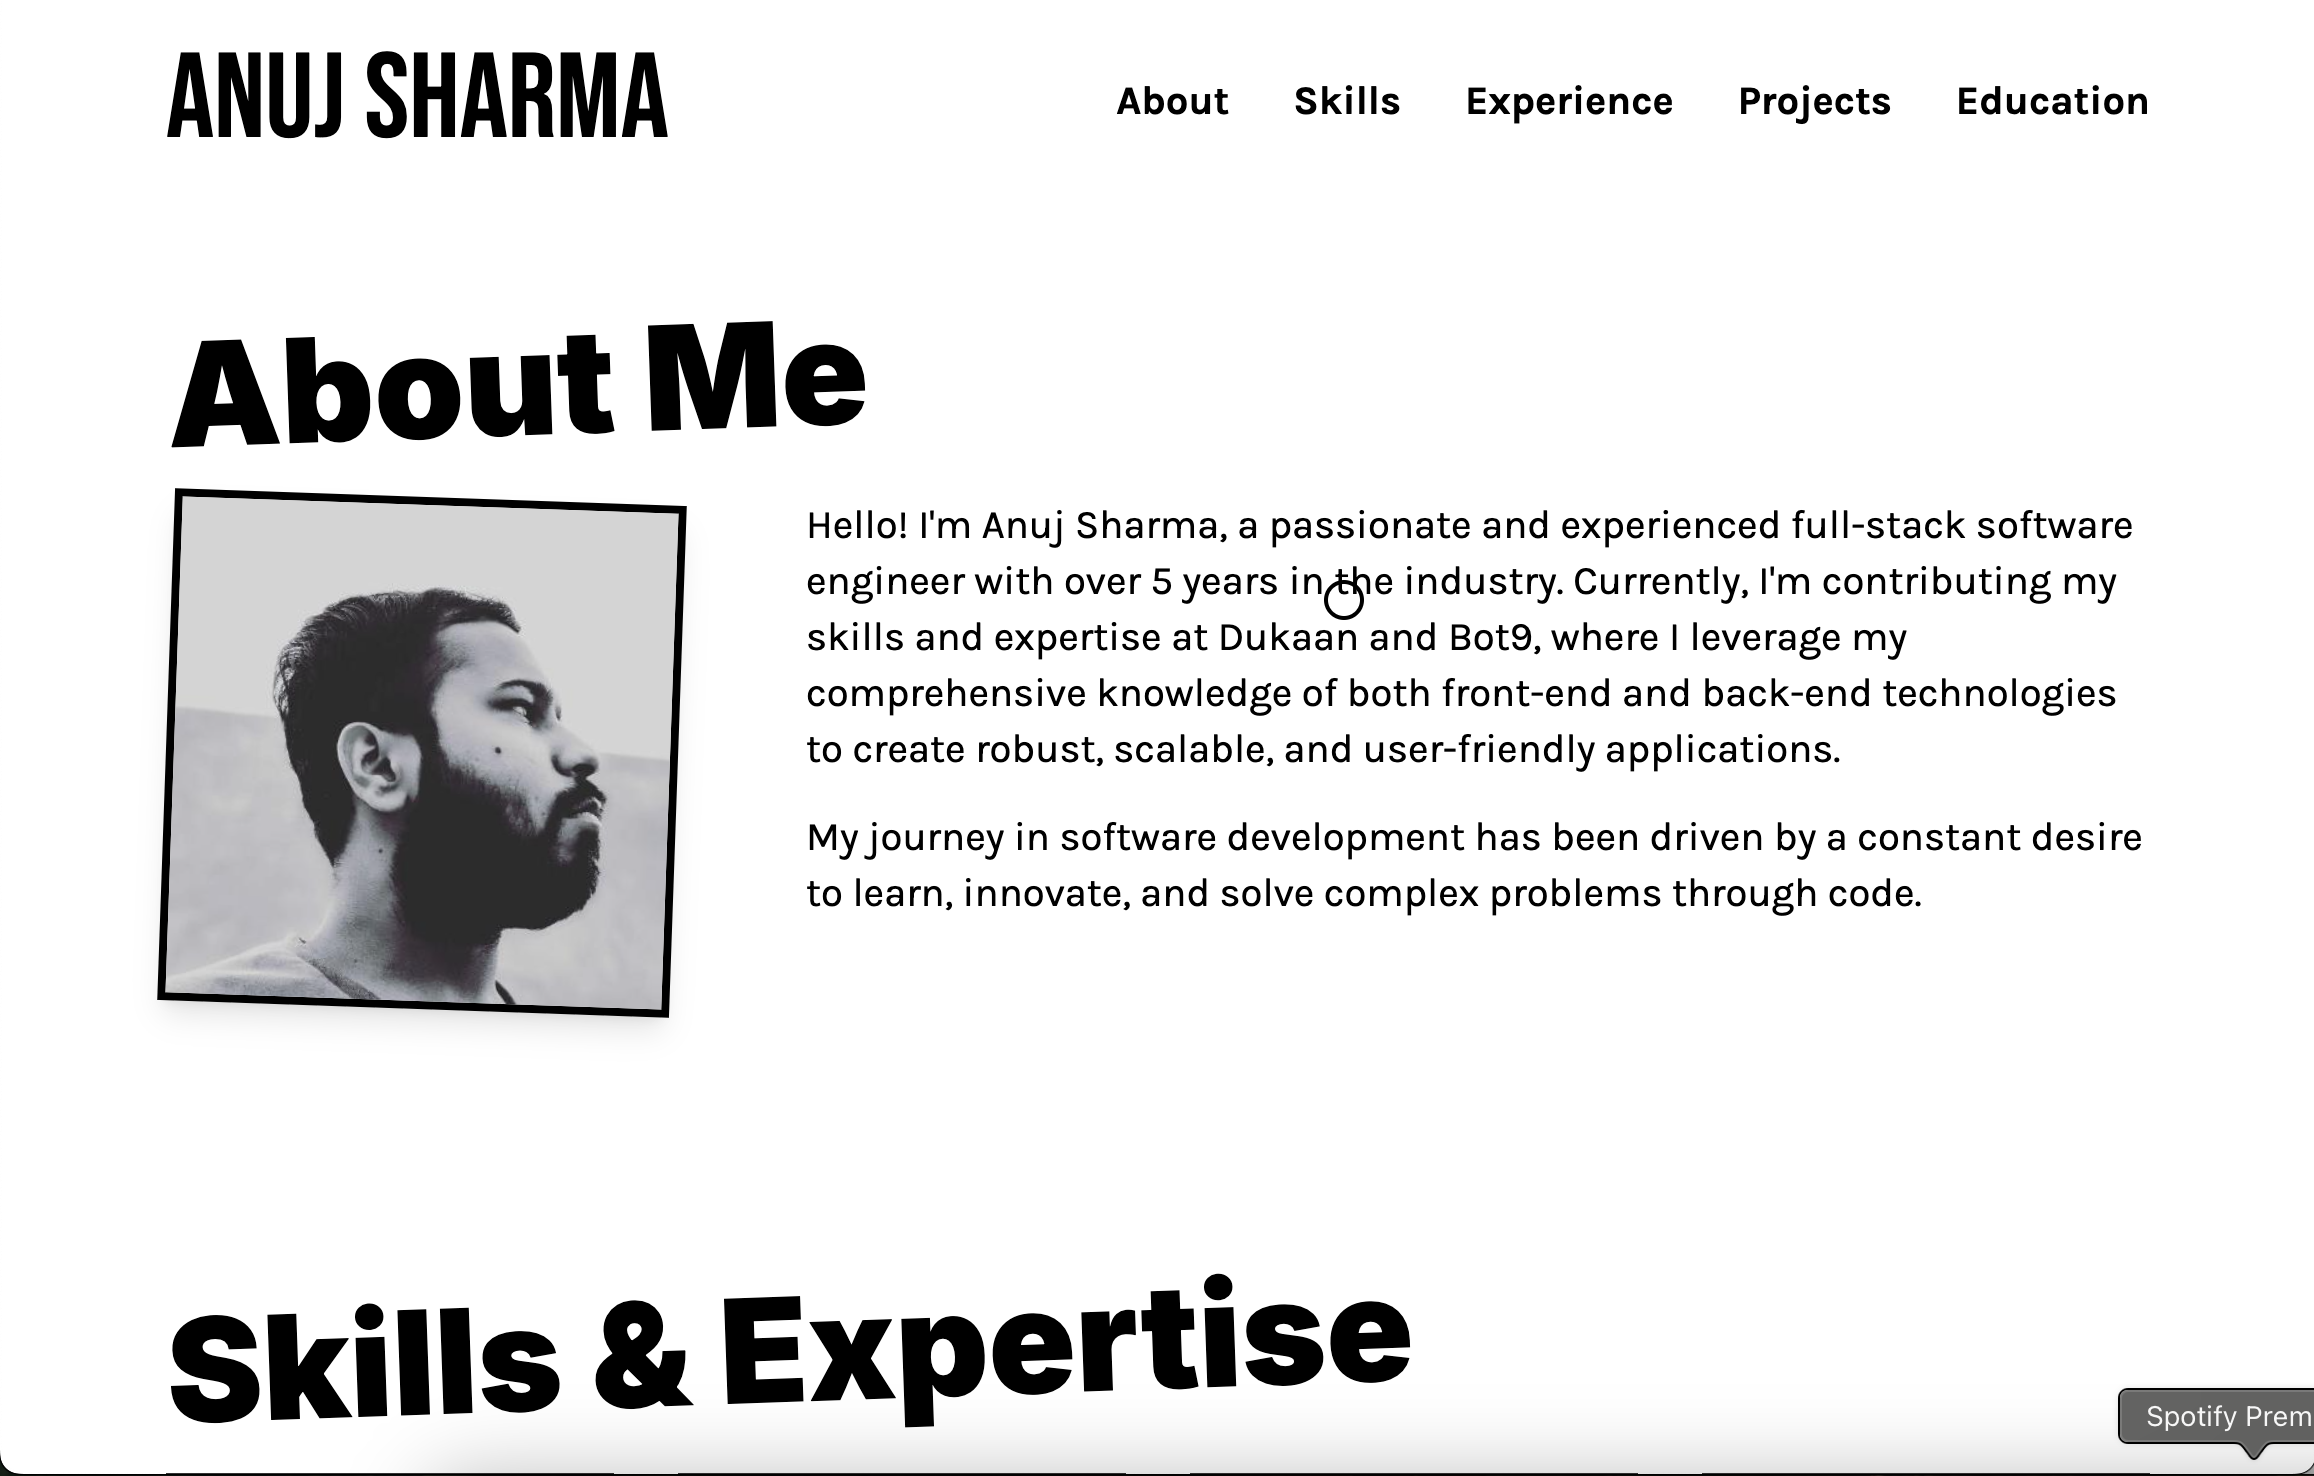 ANUJ SHARMA
About Skills Experience Projects Education
About Me
Hello! I'm Anuj Sharma, a passionate and experienced full-stack software
engineer with over 5 years in the industry. Currently, I'm contributing my
skills and expertise at Dukaan and Bot9, where I leverage my
comprehensive knowledge of both front-end and back-end technologies
to create robust, scalable, and user-friendly applications.
My journey in software development has been driven by a constant desire
to learn, innovate, and solve complex problems through code.
Skills & Expertise
Spotify Prem